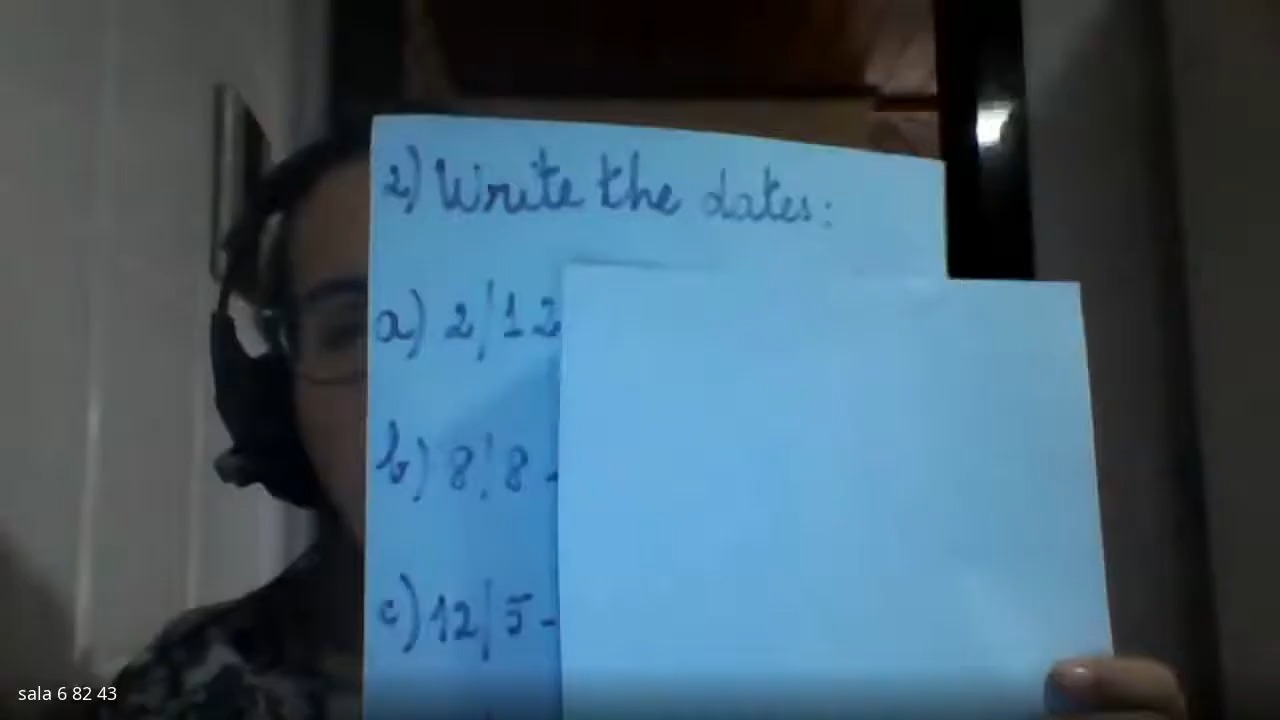 2) Write the dates:
a) 2/12
b) 8/8 -
c) 12/5 -
sala 6 82 43